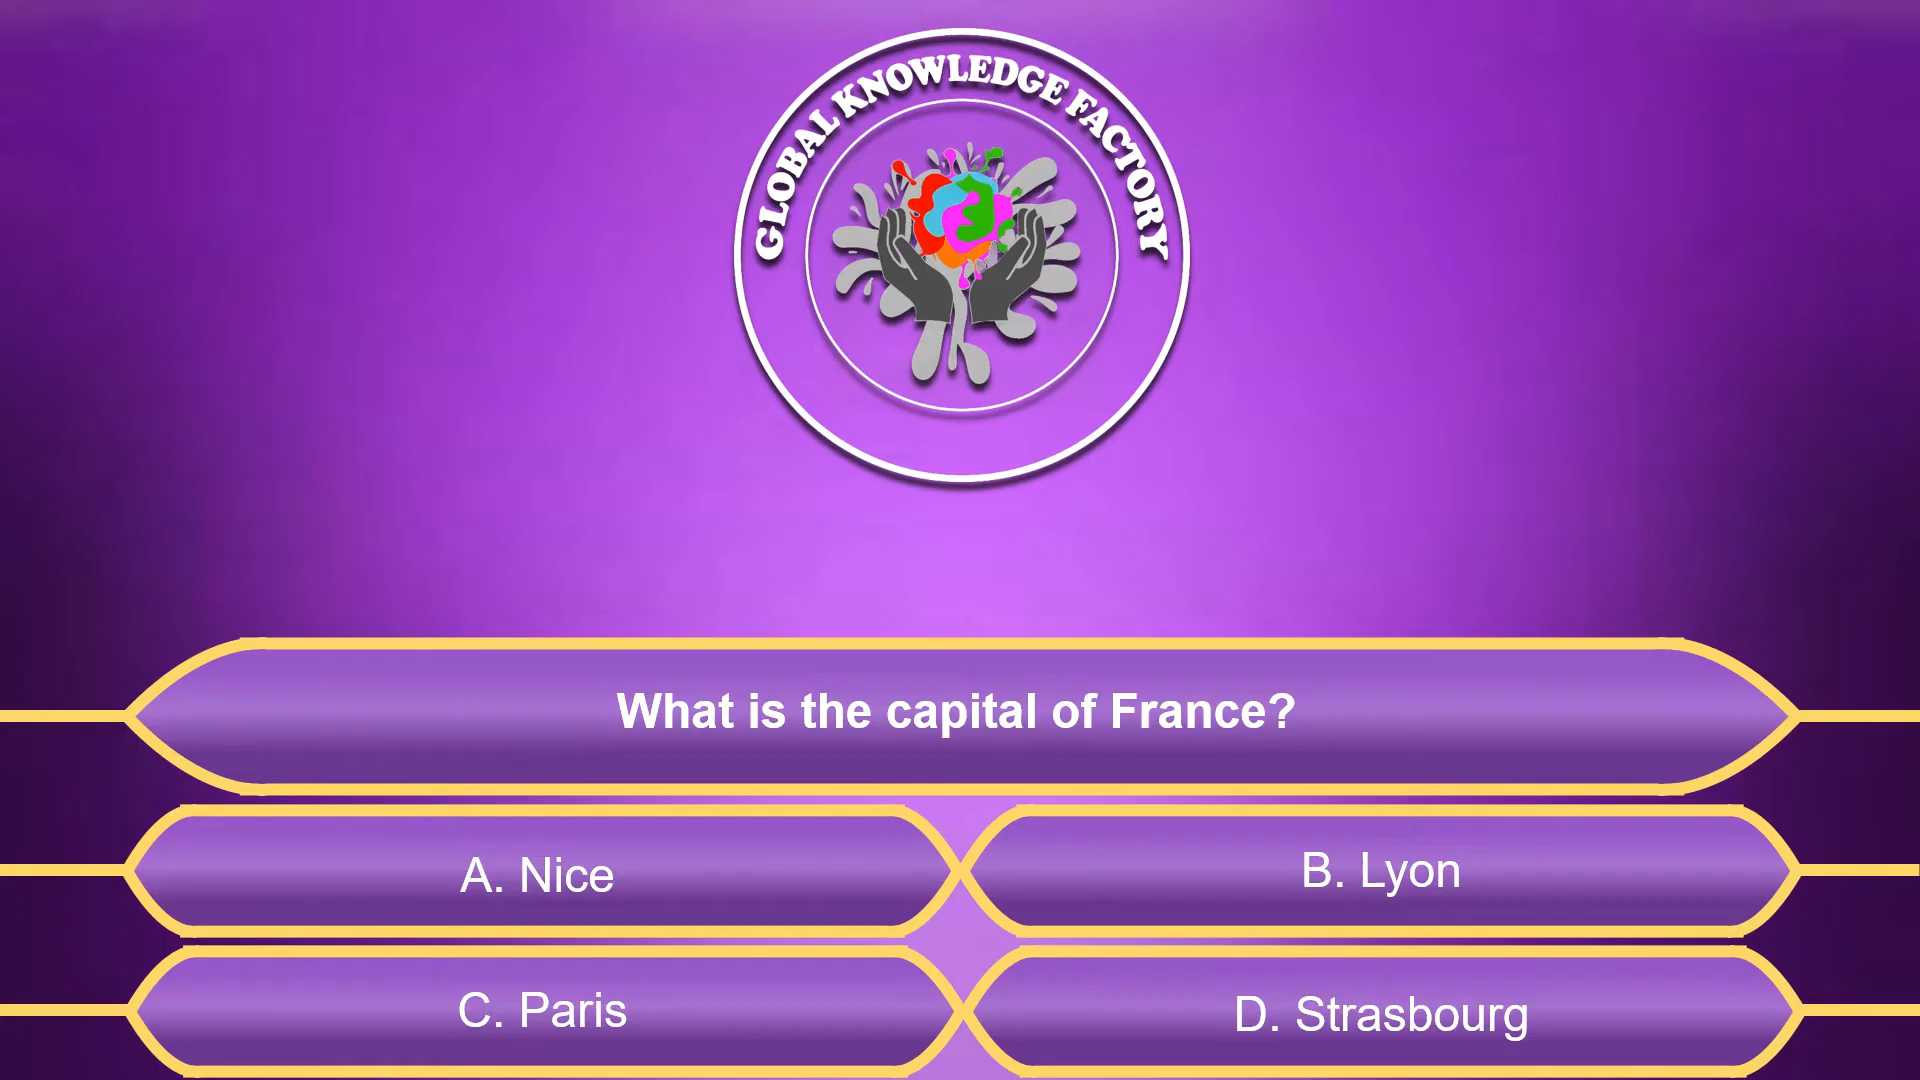 GLOBAL KNOWLEDGE FACTORY
What is the capital of France?
A. Nice
B. Lyon
C. Paris
D. Strasbourg